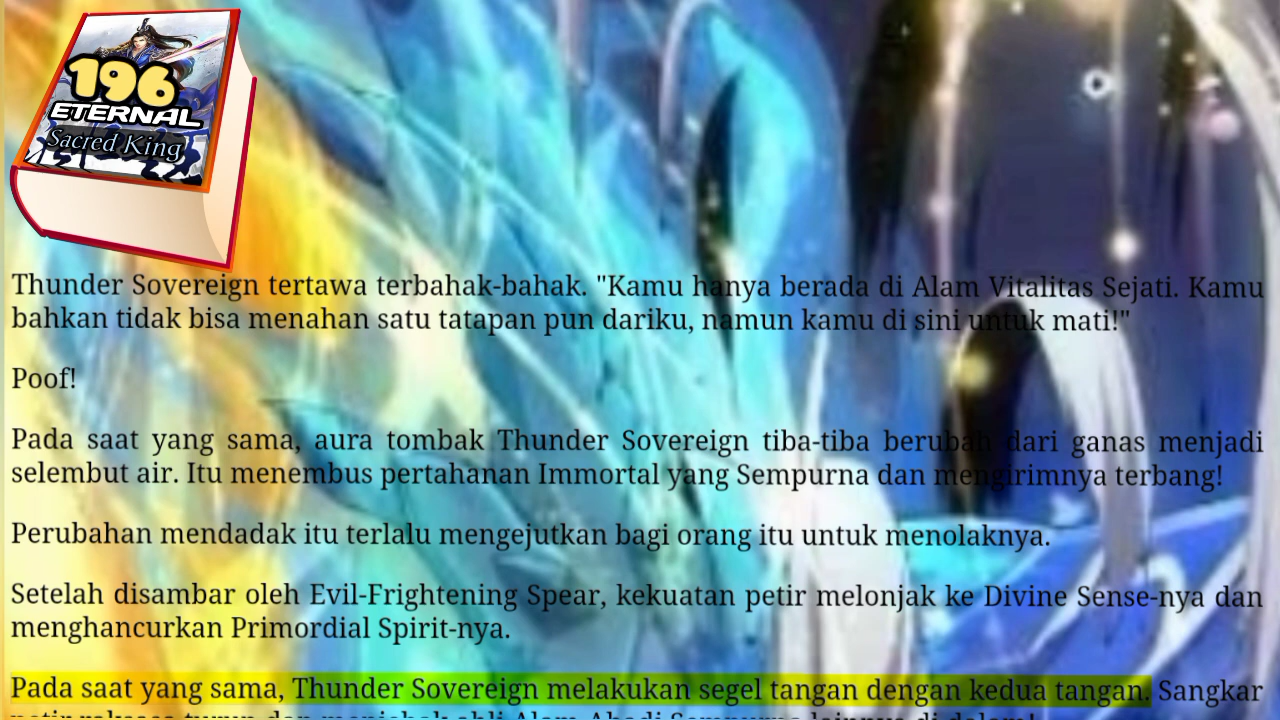 196
ETERNAL
Sacred King
Thunder Sovereign tertawa terbahak-bahak. "Kamu hanya berada di Alam Vitalitas Sejati. Kamu
bahkan tidak bisa menahan satu tatapan pun dariku, namun kamu di sini untuk mati!"
Poof!
Pada saat yang sama, aura tombak Thunder Sovereign tiba-tiba berubah dari ganas menjadi
selembut air. Itu menembus pertahanan Immortal yang Sempurna dan mengirimnya terbang!
Perubahan mendadak itu terlalu mengejutkan bagi orang itu untuk menolaknya.
Setelah disambar oleh Evil-Frightening Spear, kekuatan petir melonjak ke Divine Sense-nya dan
menghancurkan Primordial Spirit-nya.
Pada saat yang sama, Thunder Sovereign melakukan segel tangan dengan kedua tangan. Sangkar